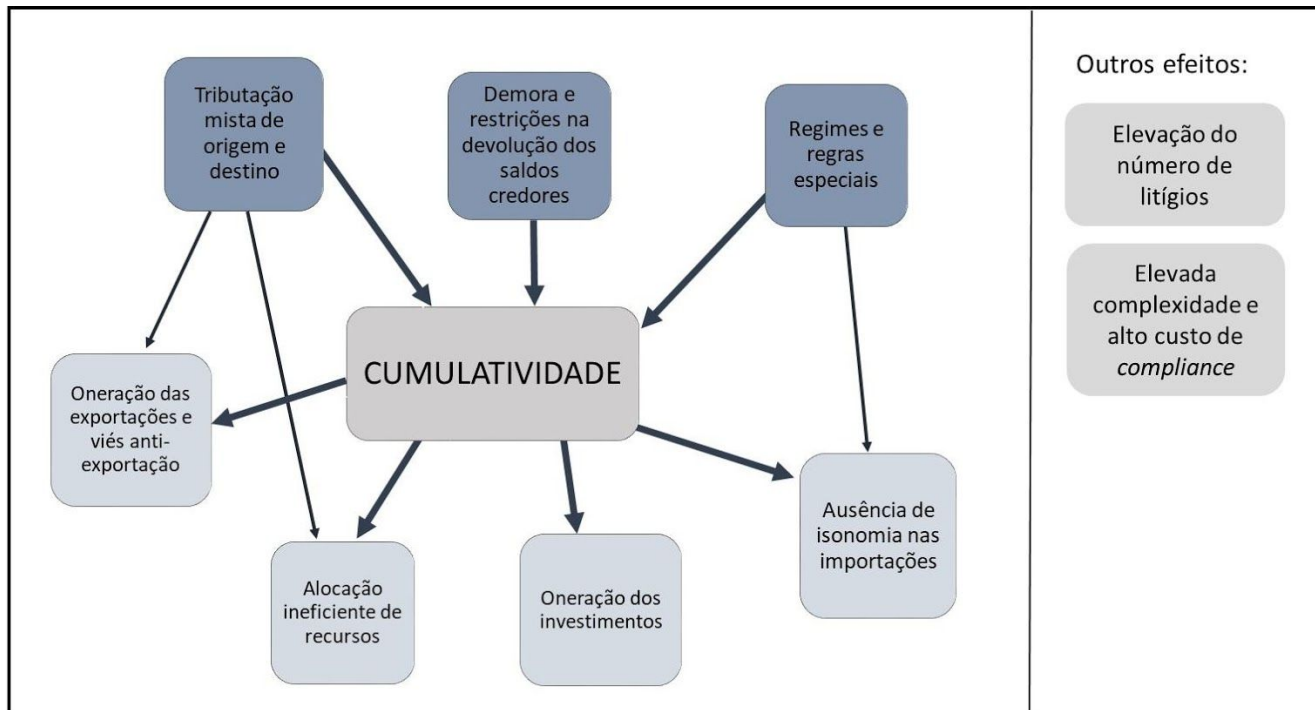 Tributação
mista de
origem e
destino
Demora e
restrições na
devolução dos
saldos
credores
Regimes e
regras
especiais
CUMULATIVIDADE
Oneração das
exportações e
viés anti-
exportação
Alocação
ineficiente de
recursos
Oneração dos
investimentos
Ausência de
isonomia nas
importações
Outros efeitos:
Elevação do
número de
litígios
Elevada
complexidade e
alto custo de
compliance